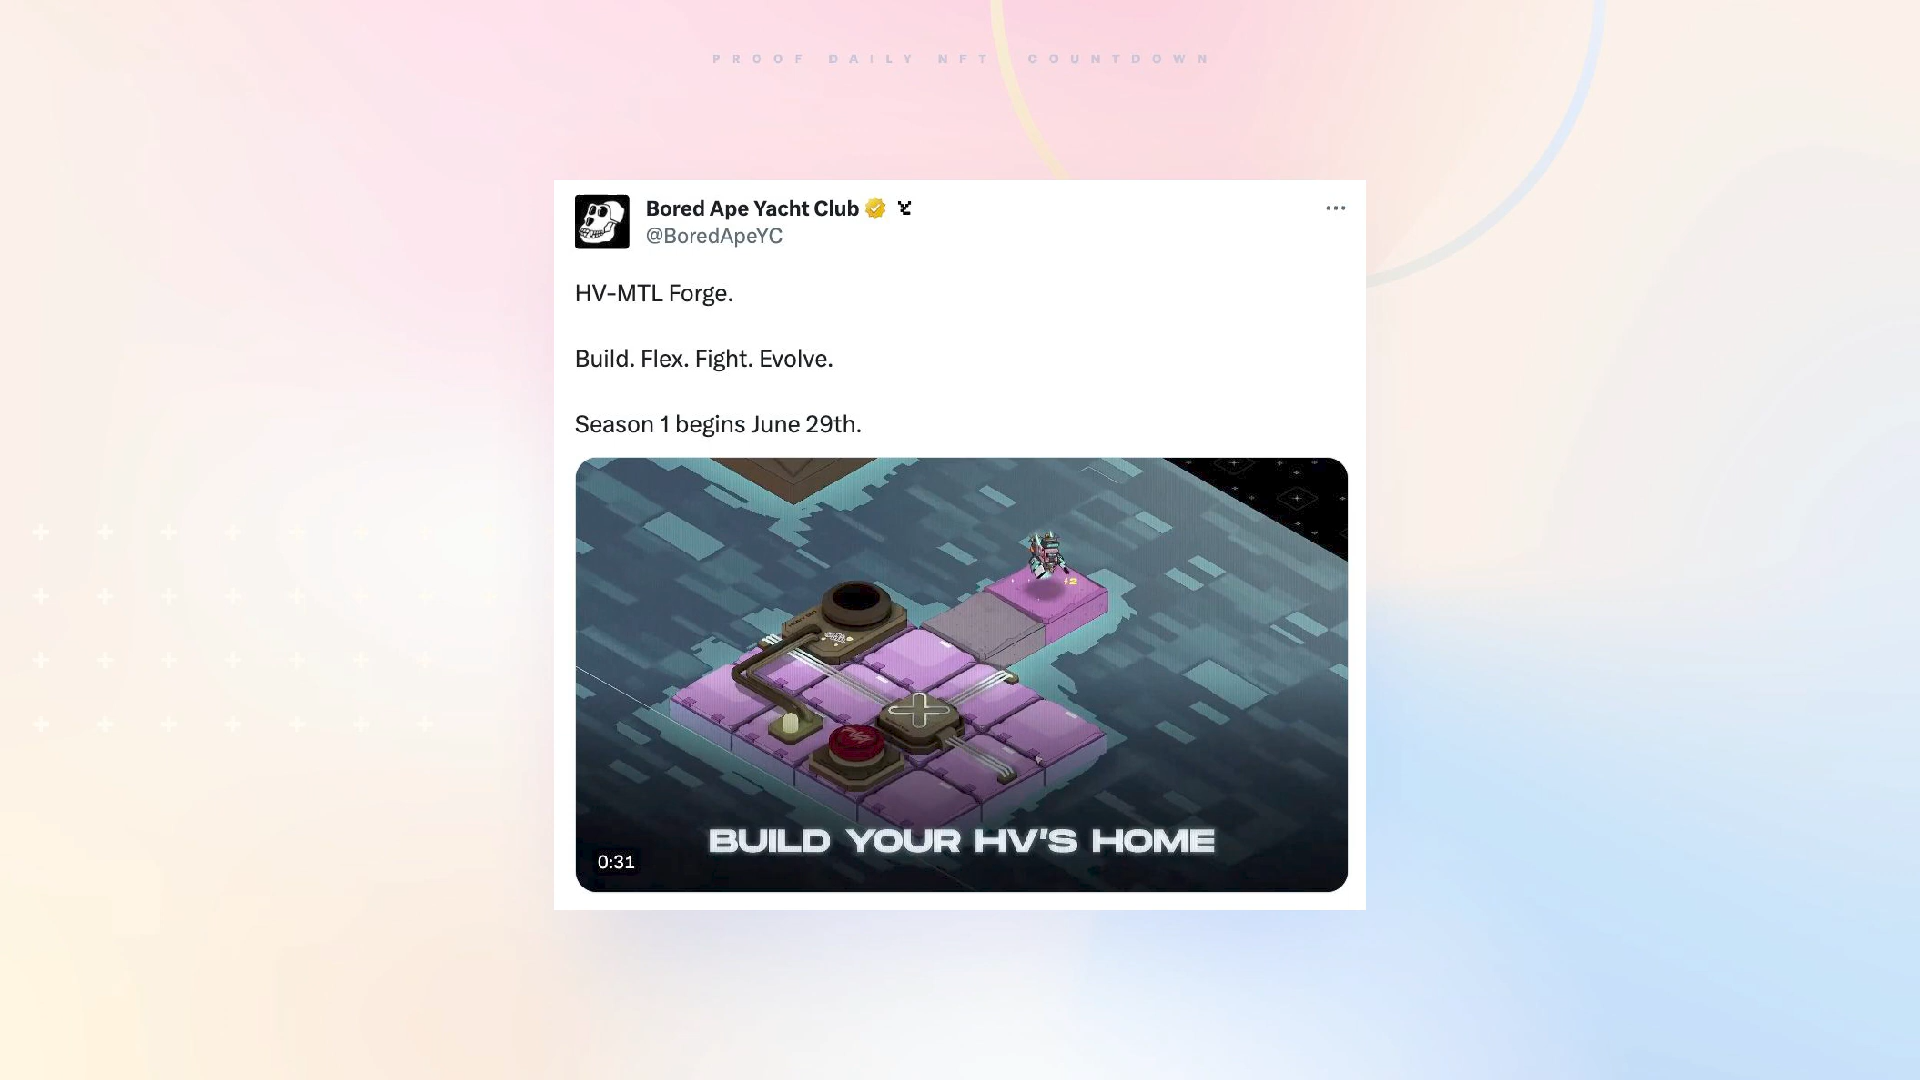 PROOF DAILY NFT COUNTDOWN
Bored Ape Yacht Club
@BoredApeYC
HV-MTL Forge.
Build. Flex. Fight. Evolve.
Season 1 begins June 29th.
+2
BUILD YOUR HV'S HOME
0:31